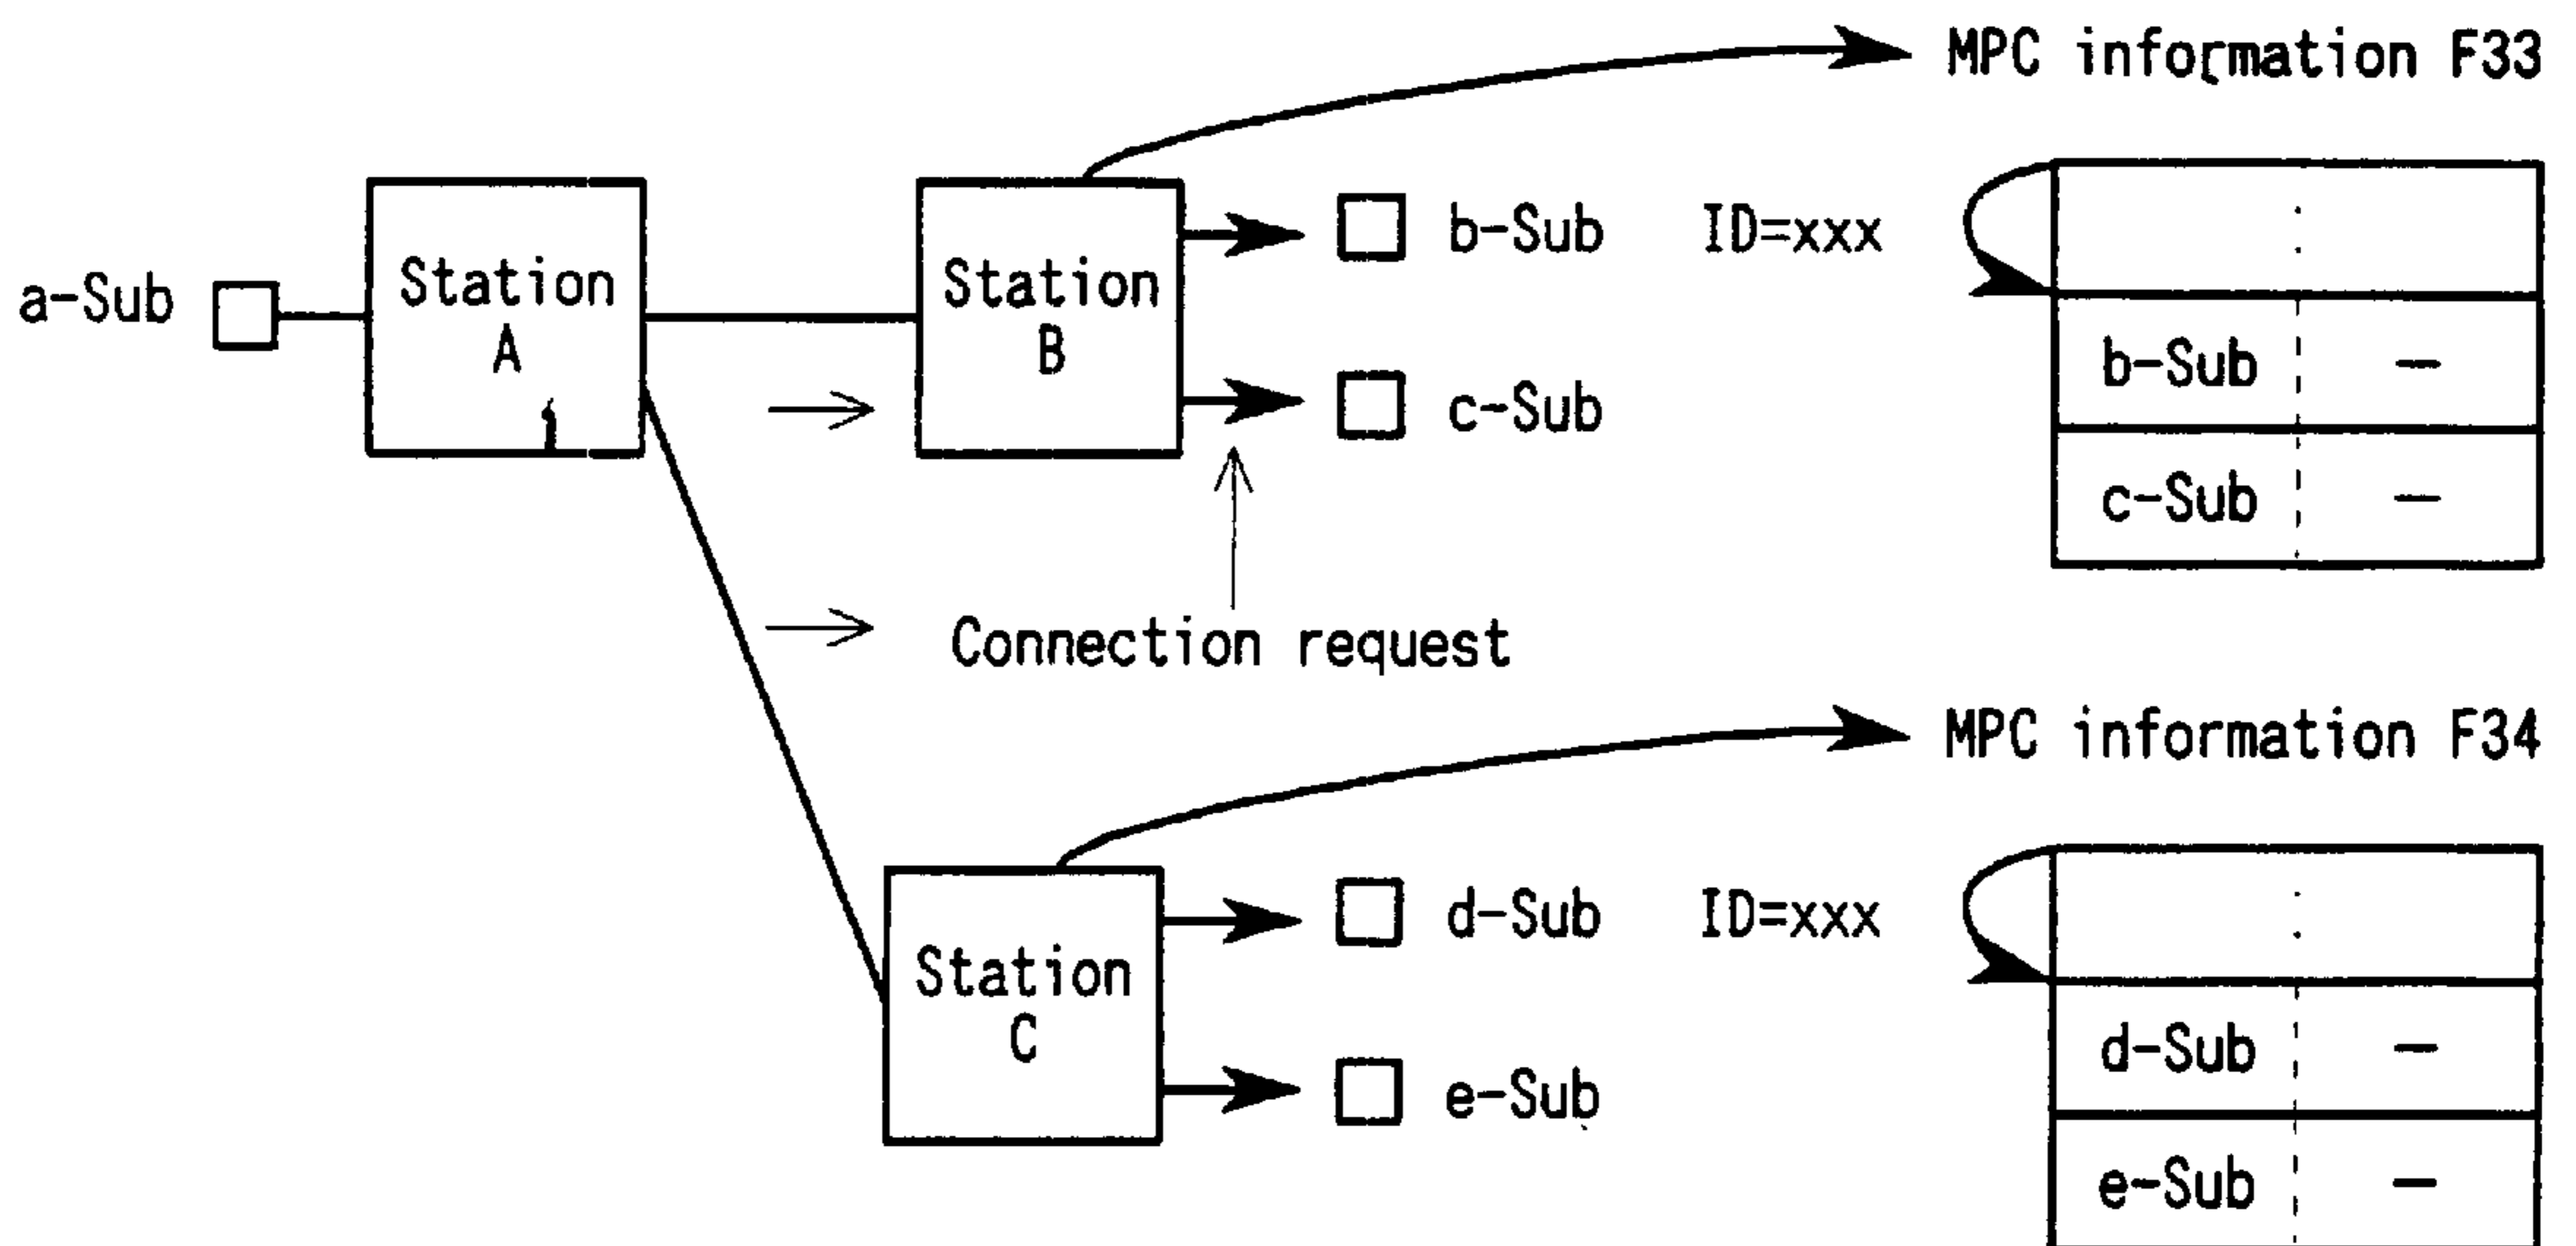 MPC information F33
a-Sub
Station
A
Station
B
b-Sub
ID=xxx
c-Sub
:
b-Sub –
c-Sub –
Connection request
MPC information F34
Station
C
d-Sub
ID=xxx
e-Sub
:
d-Sub –
e-Sub –